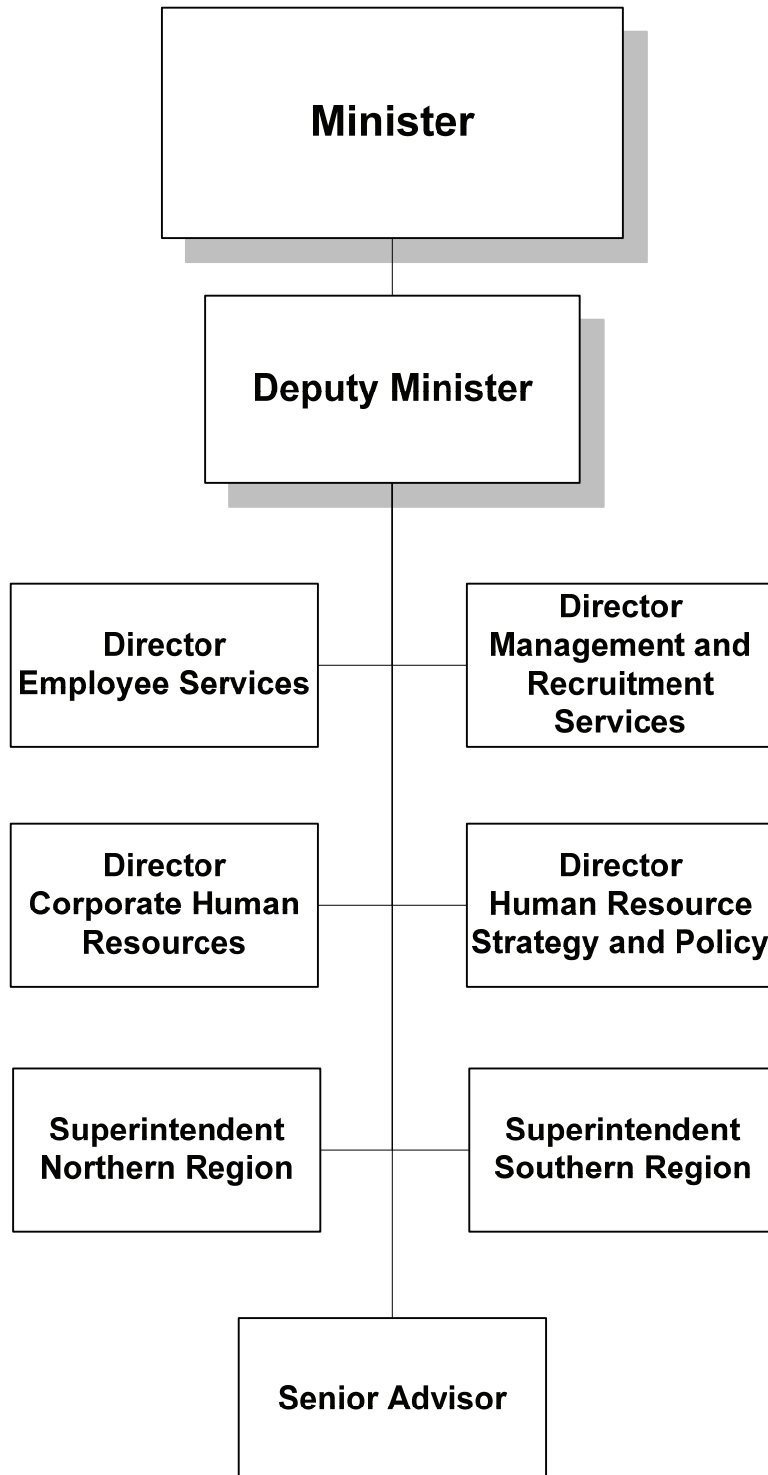 Minister
Deputy Minister
Director
Employee Services
Director
Management and
Recruitment
Services
Director
Corporate Human
Resources
Director
Human Resource
Strategy and Policy
Superintendent
Northern Region
Superintendent
Southern Region
Senior Advisor